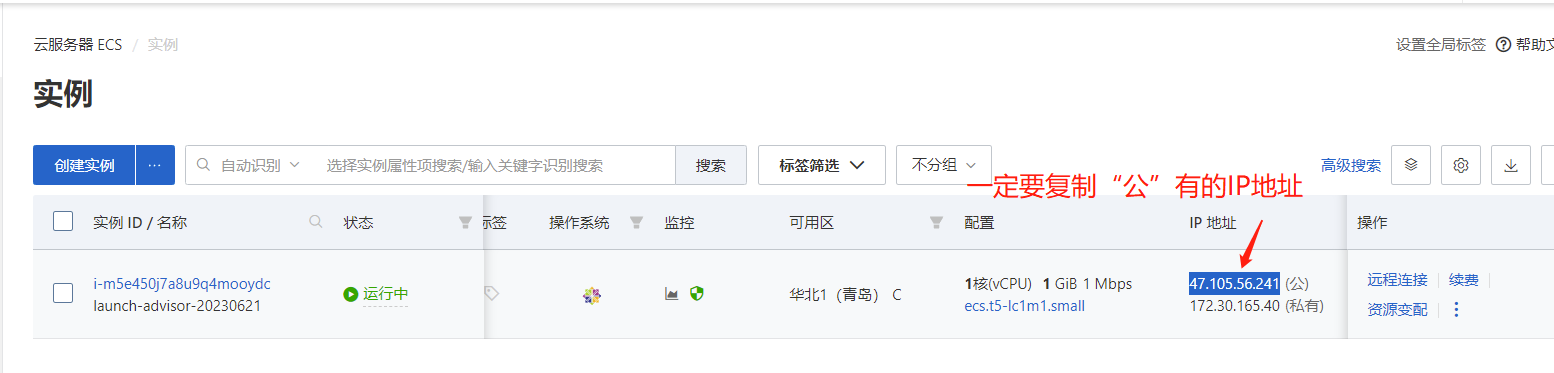 云服务器 ECS / 实例
设置全局标签 帮助文
实例
创建实例 ··· 自动识别 选择实例属性项搜索/输入关键字识别搜索 搜索 标签筛选 不分组 高级搜索
一定要复制“公”有的IP地址
实例 ID / 名称 状态 标签 操作系统 监控 可用区 配置 IP 地址 操作
i-m5e450j7a8u9q4mooydc
launch-advisor-20230621
运行中
华北1（青岛） C
1核(vCPU) 1 GiB 1 Mbps
ecs.t5-lc1m1.small
47.105.56.241 (公)
172.30.165.40 (私有)
远程连接 续费
资源变配